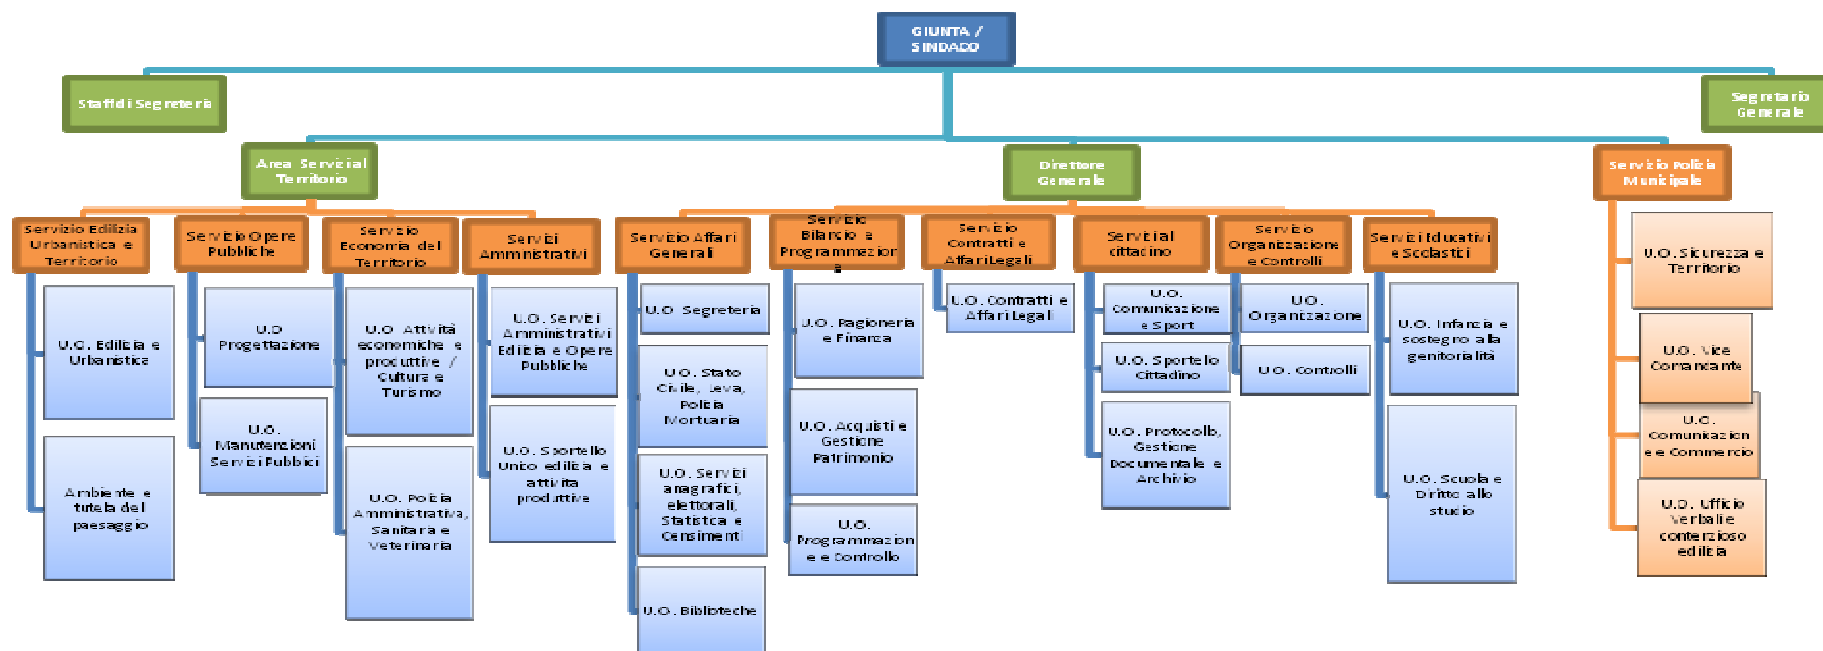 GIUNTA /
SINDACO
Staff di Segreteria
Segretario
Generale
Area Servizi al
Territorio
Direttore
Generale
Servizio Polizia
Municipale
Servizio Edilizia
Urbanistica e
Territorio
Servizio Opere
Pubbliche
Servizio
Economia del
Territorio
Servizi
Amministrativi
Servizio Affari
Generali
Servizio
Bilancio e
Programmazion
e
Servizio
Contratti e
Affari Legali
Servizi al
cittadino
Servizio
Organizzazione
e Controlli
Servizi Educativi
e Scolastici
U.O. Edilizia e
Urbanistica
Ambiente e
tutela del
paesaggio
U.O
Progettazione
U.O.
Manutenzioni
Servizi Pubblici
U.O. Attività
economiche e
produttive /
Cultura e
Turismo
U.O. Polizia
Amministrativa,
Sanitaria e
Veterinaria
U.O. Servizi
Amministrativi
Edilizia e Opere
Pubbliche
U.O. Sportello
Unico edilizia e
attività
produttive
U.O. Segreteria
U.O. Stato
Civile, Leva,
Polizia
Mortuaria
U.O. Servizi
anagrafici,
elettorali,
Statistica e
Censimenti
U.O. Biblioteche
U.O. Ragioneria
e Finanza
U.O. Acquisti e
Gestione
Patrimonio
U.O.
Programmazion
e e Controllo
U.O. Contratti e
Affari Legali
U.O.
Comunicazione
e Sport
U.O. Sportello
Cittadino
U.O. Protocollo,
Gestione
Documentale e
Archivio
U.O.
Organizzazione
U.O. Controlli
U.O. Infanzia e
sostegno alla
genitorialità
U.O. Scuola e
Diritto allo
studio
U.O. Sicurezza e
Territorio
U.O. Vice
Comandante
U.O.
Comunicazion
e e Commercio
U.O. Ufficio
Verbali e
contenzioso
edilizia